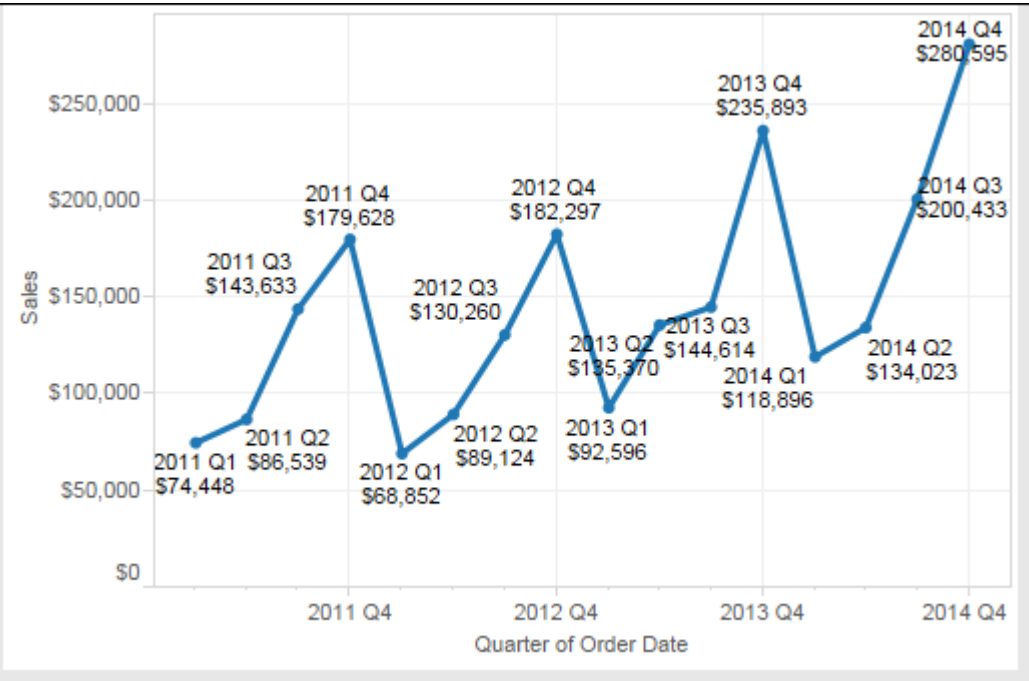 2014 Q4
$280,595
2013 Q4
$235,893
$250,000
2011 Q4
$179,628
2012 Q4
$182,297
2014 Q3
$200,433
$200,000
2011 Q3
$143,633
2012 Q3
$130,260
$150,000
Sales
2013 Q2
$135,370
2013 Q3
$144,614
2014 Q1
$118,896
2014 Q2
$134,023
$100,000
2011 Q1
$74,448
2011 Q2
$86,539
2012 Q1
$68,852
2012 Q2
$89,124
2013 Q1
$92,596
$50,000
$0
2011 Q4
2012 Q4
2013 Q4
2014 Q4
Quarter of Order Date